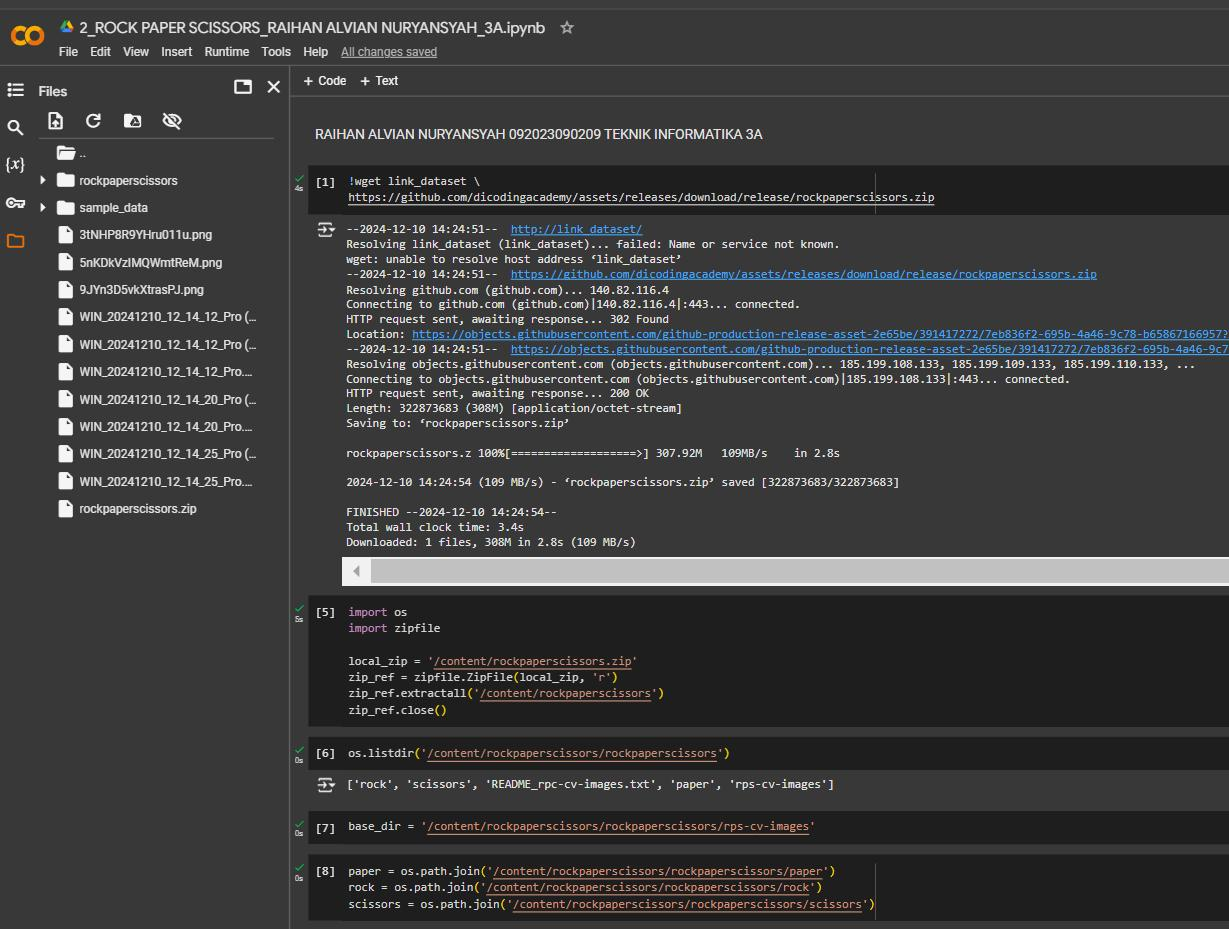 2_ROCK PAPER SCISSORS_RAIHAN ALVIAN NURYANSYAH_3A.ipynb
File Edit View Insert Runtime Tools Help All changes saved
Files
+ Code + Text
..
rockpaperscissors
sample_data
3tNHP8R9YHru011u.png
5nKDkVzIMQWmtReM.png
9JYn3D5vkXtrasPJ.png
WIN_20241210_12_14_12_Pro (...
WIN_20241210_12_14_12_Pro (...
WIN_20241210_12_14_12_Pro....
WIN_20241210_12_14_20_Pro (...
WIN_20241210_12_14_20_Pro....
WIN_20241210_12_14_25_Pro (...
WIN_20241210_12_14_25_Pro....
rockpaperscissors.zip
{x}
RAIHAN ALVIAN NURYANSYAH 092023090209 TEKNIK INFORMATIKA 3A
4s
[1] !wget link_dataset \
https://github.com/dicodingacademy/assets/releases/download/release/rockpaperscissors.zip
--2024-12-10 14:24:51-- http://link_dataset/
Resolving link_dataset (link_dataset)... failed: Name or service not known.
wget: unable to resolve host address ‘link_dataset’
--2024-12-10 14:24:51-- https://github.com/dicodingacademy/assets/releases/download/release/rockpaperscissors.zip
Resolving github.com (github.com)... 140.82.116.4
Connecting to github.com (github.com)|140.82.116.4|:443... connected.
HTTP request sent, awaiting response... 302 Found
Location: https://objects.githubusercontent.com/github-production-release-asset-2e65be/391417272/7eb836f2-695b-4a46-9c78-b65867166957?
--2024-12-10 14:24:51-- https://objects.githubusercontent.com/github-production-release-asset-2e65be/391417272/7eb836f2-695b-4a46-9c7
Resolving objects.githubusercontent.com (objects.githubusercontent.com)... 185.199.108.133, 185.199.109.133, 185.199.110.133, ...
Connecting to objects.githubusercontent.com (objects.githubusercontent.com)|185.199.108.133|:443... connected.
HTTP request sent, awaiting response... 200 OK
Length: 322873683 (308M) [application/octet-stream]
Saving to: ‘rockpaperscissors.zip’
rockpaperscissors.z 100%[===================>] 307.92M 109MB/s in 2.8s
2024-12-10 14:24:54 (109 MB/s) - ‘rockpaperscissors.zip’ saved [322873683/322873683]
FINISHED --2024-12-10 14:24:54--
Total wall clock time: 3.4s
Downloaded: 1 files, 308M in 2.8s (109 MB/s)
5s
[5] import os
import zipfile
local_zip = '/content/rockpaperscissors.zip'
zip_ref = zipfile.ZipFile(local_zip, 'r')
zip_ref.extractall('/content/rockpaperscissors')
zip_ref.close()
0s
[6] os.listdir('/content/rockpaperscissors/rockpaperscissors')
['rock', 'scissors', 'README_rpc-cv-images.txt', 'paper', 'rps-cv-images']
0s
[7] base_dir = '/content/rockpaperscissors/rockpaperscissors/rps-cv-images'
0s
[8] paper = os.path.join('/content/rockpaperscissors/rockpaperscissors/paper')
rock = os.path.join('/content/rockpaperscissors/rockpaperscissors/rock')
scissors = os.path.join('/content/rockpaperscissors/rockpaperscissors/scissors')